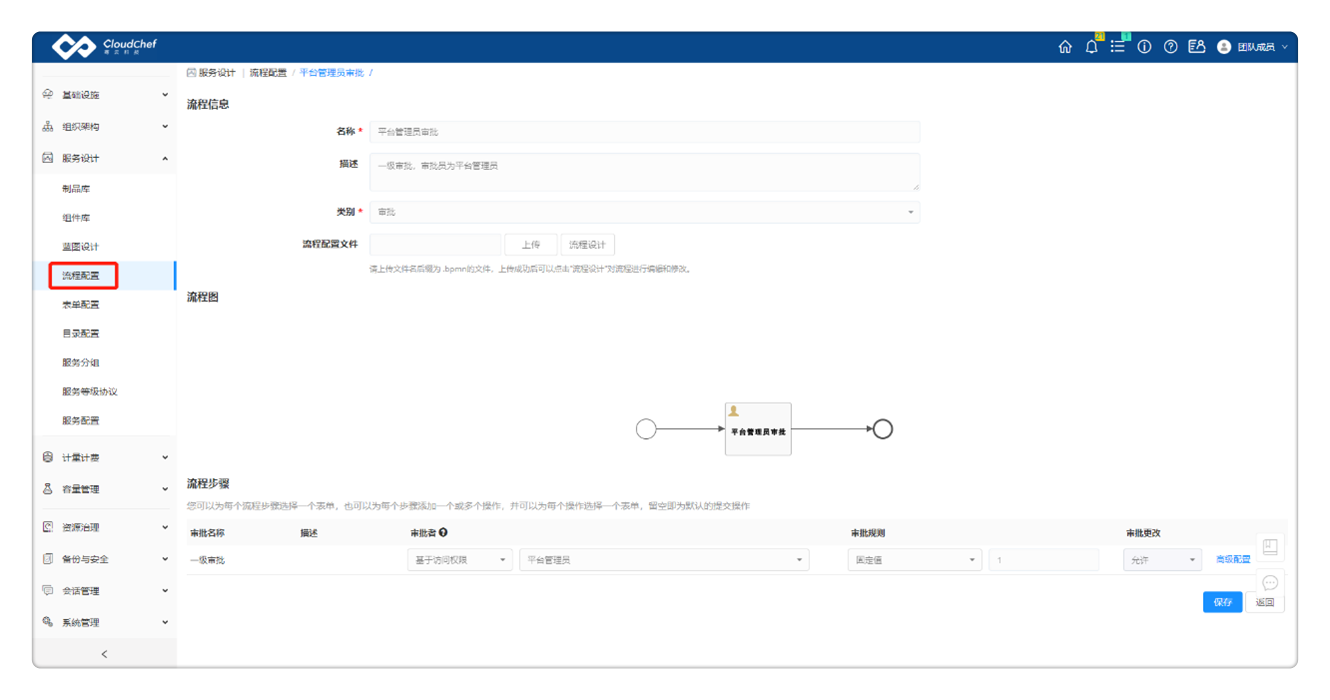 CloudChef
骞云科技
21
1
团队成员
服务设计 | 流程配置 / 平台管理员审批 /
基础设施
组织架构
服务设计
制品库
组件库
蓝图设计
流程配置
表单配置
目录配置
服务分组
服务等级协议
服务配置
计量计费
容量管理
资源治理
备份与安全
会话管理
系统管理
<
流程信息
名称 * 平台管理员审批
描述 一级审批，审批员为平台管理员
类别 * 审批
流程配置文件 上传 流程设计
请上传文件名后缀为 .bpmn的文件，上传成功后可以点击"流程设计"对流程进行编辑和修改。
流程图
平台管理员审批
流程步骤
您可以为每个流程步骤选择一个表单，也可以为每个步骤添加一个或多个操作，并可以为每个操作选择一个表单，留空即为默认的提交操作
审批名称 描述 审批者 审批规则 审批更改
一级审批 基于访问权限 平台管理员 固定值 1 允许 高级配置
保存 返回